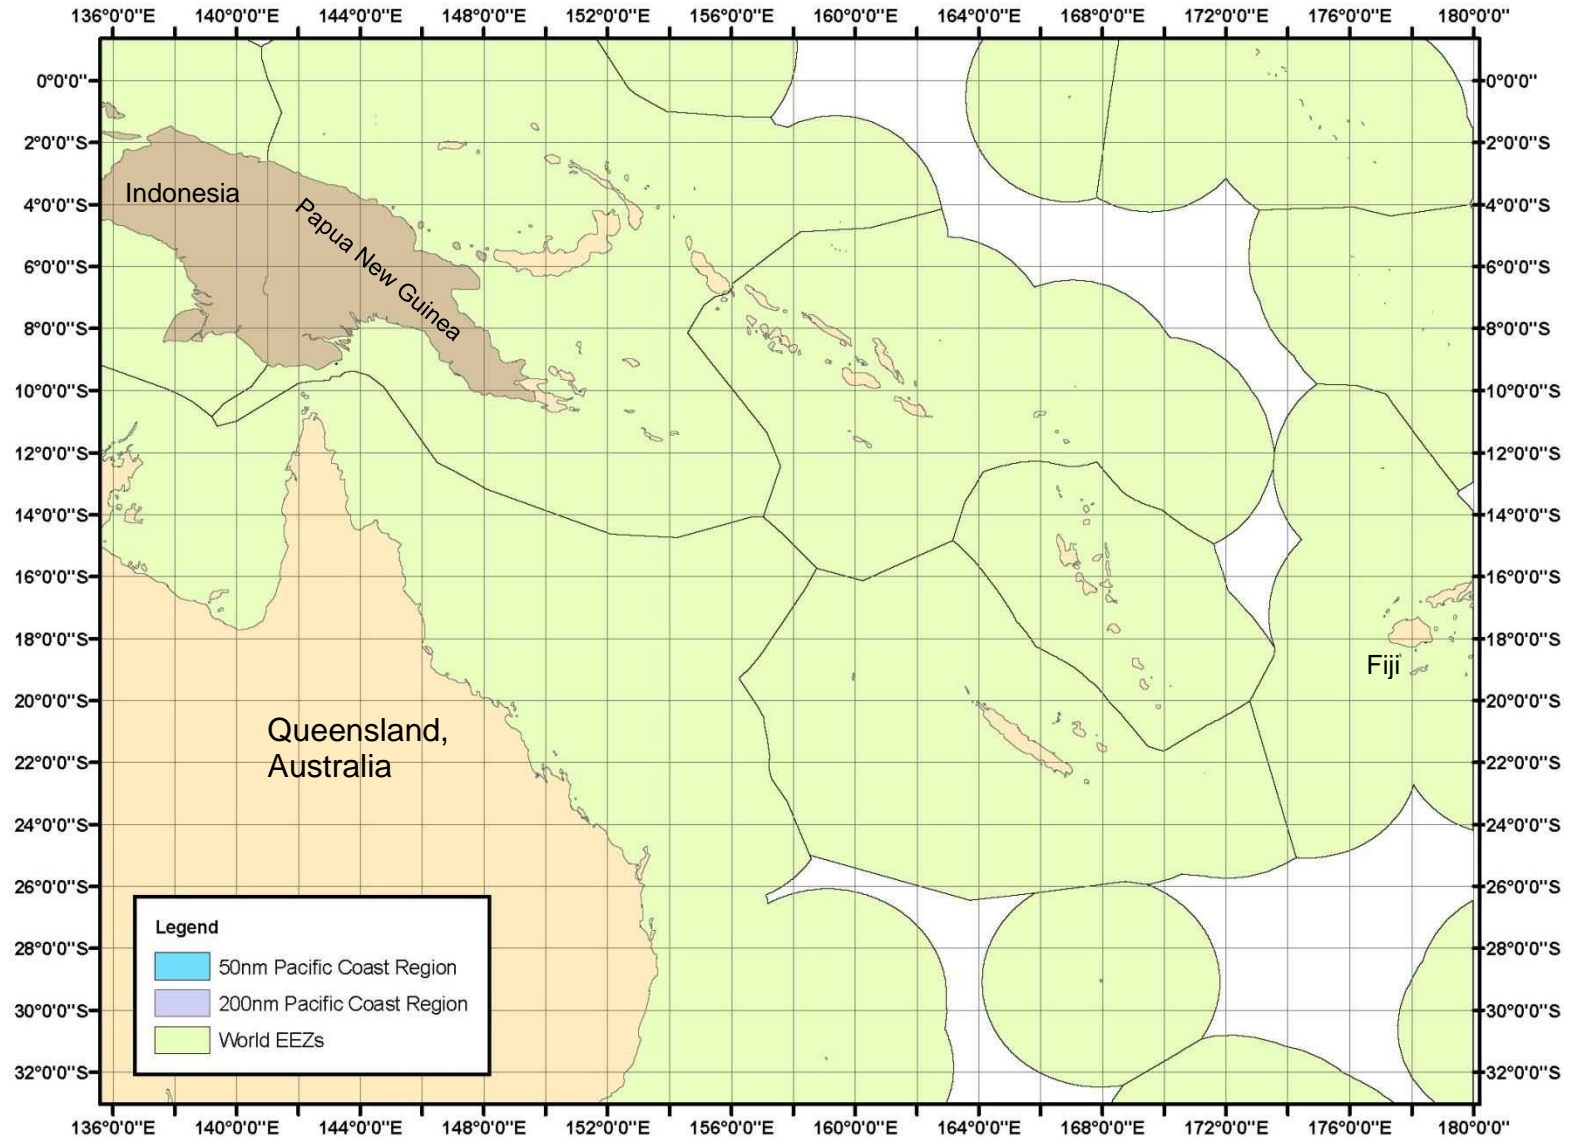 136°0'0"E 140°0'0"E 144°0'0"E 148°0'0"E 152°0'0"E 156°0'0"E 160°0'0"E 164°0'0"E 168°0'0"E 172°0'0"E 176°0'0"E 180°0'0"
0°0'0" 0°0'0"
2°0'0"S 2°0'0"S
Indonesia
4°0'0"S 4°0'0"S
Papua New Guinea
6°0'0"S 6°0'0"S
8°0'0"S 8°0'0"S
10°0'0"S 10°0'0"S
12°0'0"S 12°0'0"S
14°0'0"S 14°0'0"S
16°0'0"S 16°0'0"S
18°0'0"S 18°0'0"S
Fiji
20°0'0"S 20°0'0"S
Queensland,
Australia
22°0'0"S 22°0'0"S
24°0'0"S 24°0'0"S
26°0'0"S 26°0'0"S
Legend
28°0'0"S 28°0'0"S
50nm Pacific Coast Region
200nm Pacific Coast Region
30°0'0"S 30°0'0"S
World EEZs
32°0'0"S 32°0'0"S
136°0'0"E 140°0'0"E 144°0'0"E 148°0'0"E 152°0'0"E 156°0'0"E 160°0'0"E 164°0'0"E 168°0'0"E 172°0'0"E 176°0'0"E 180°0'0"